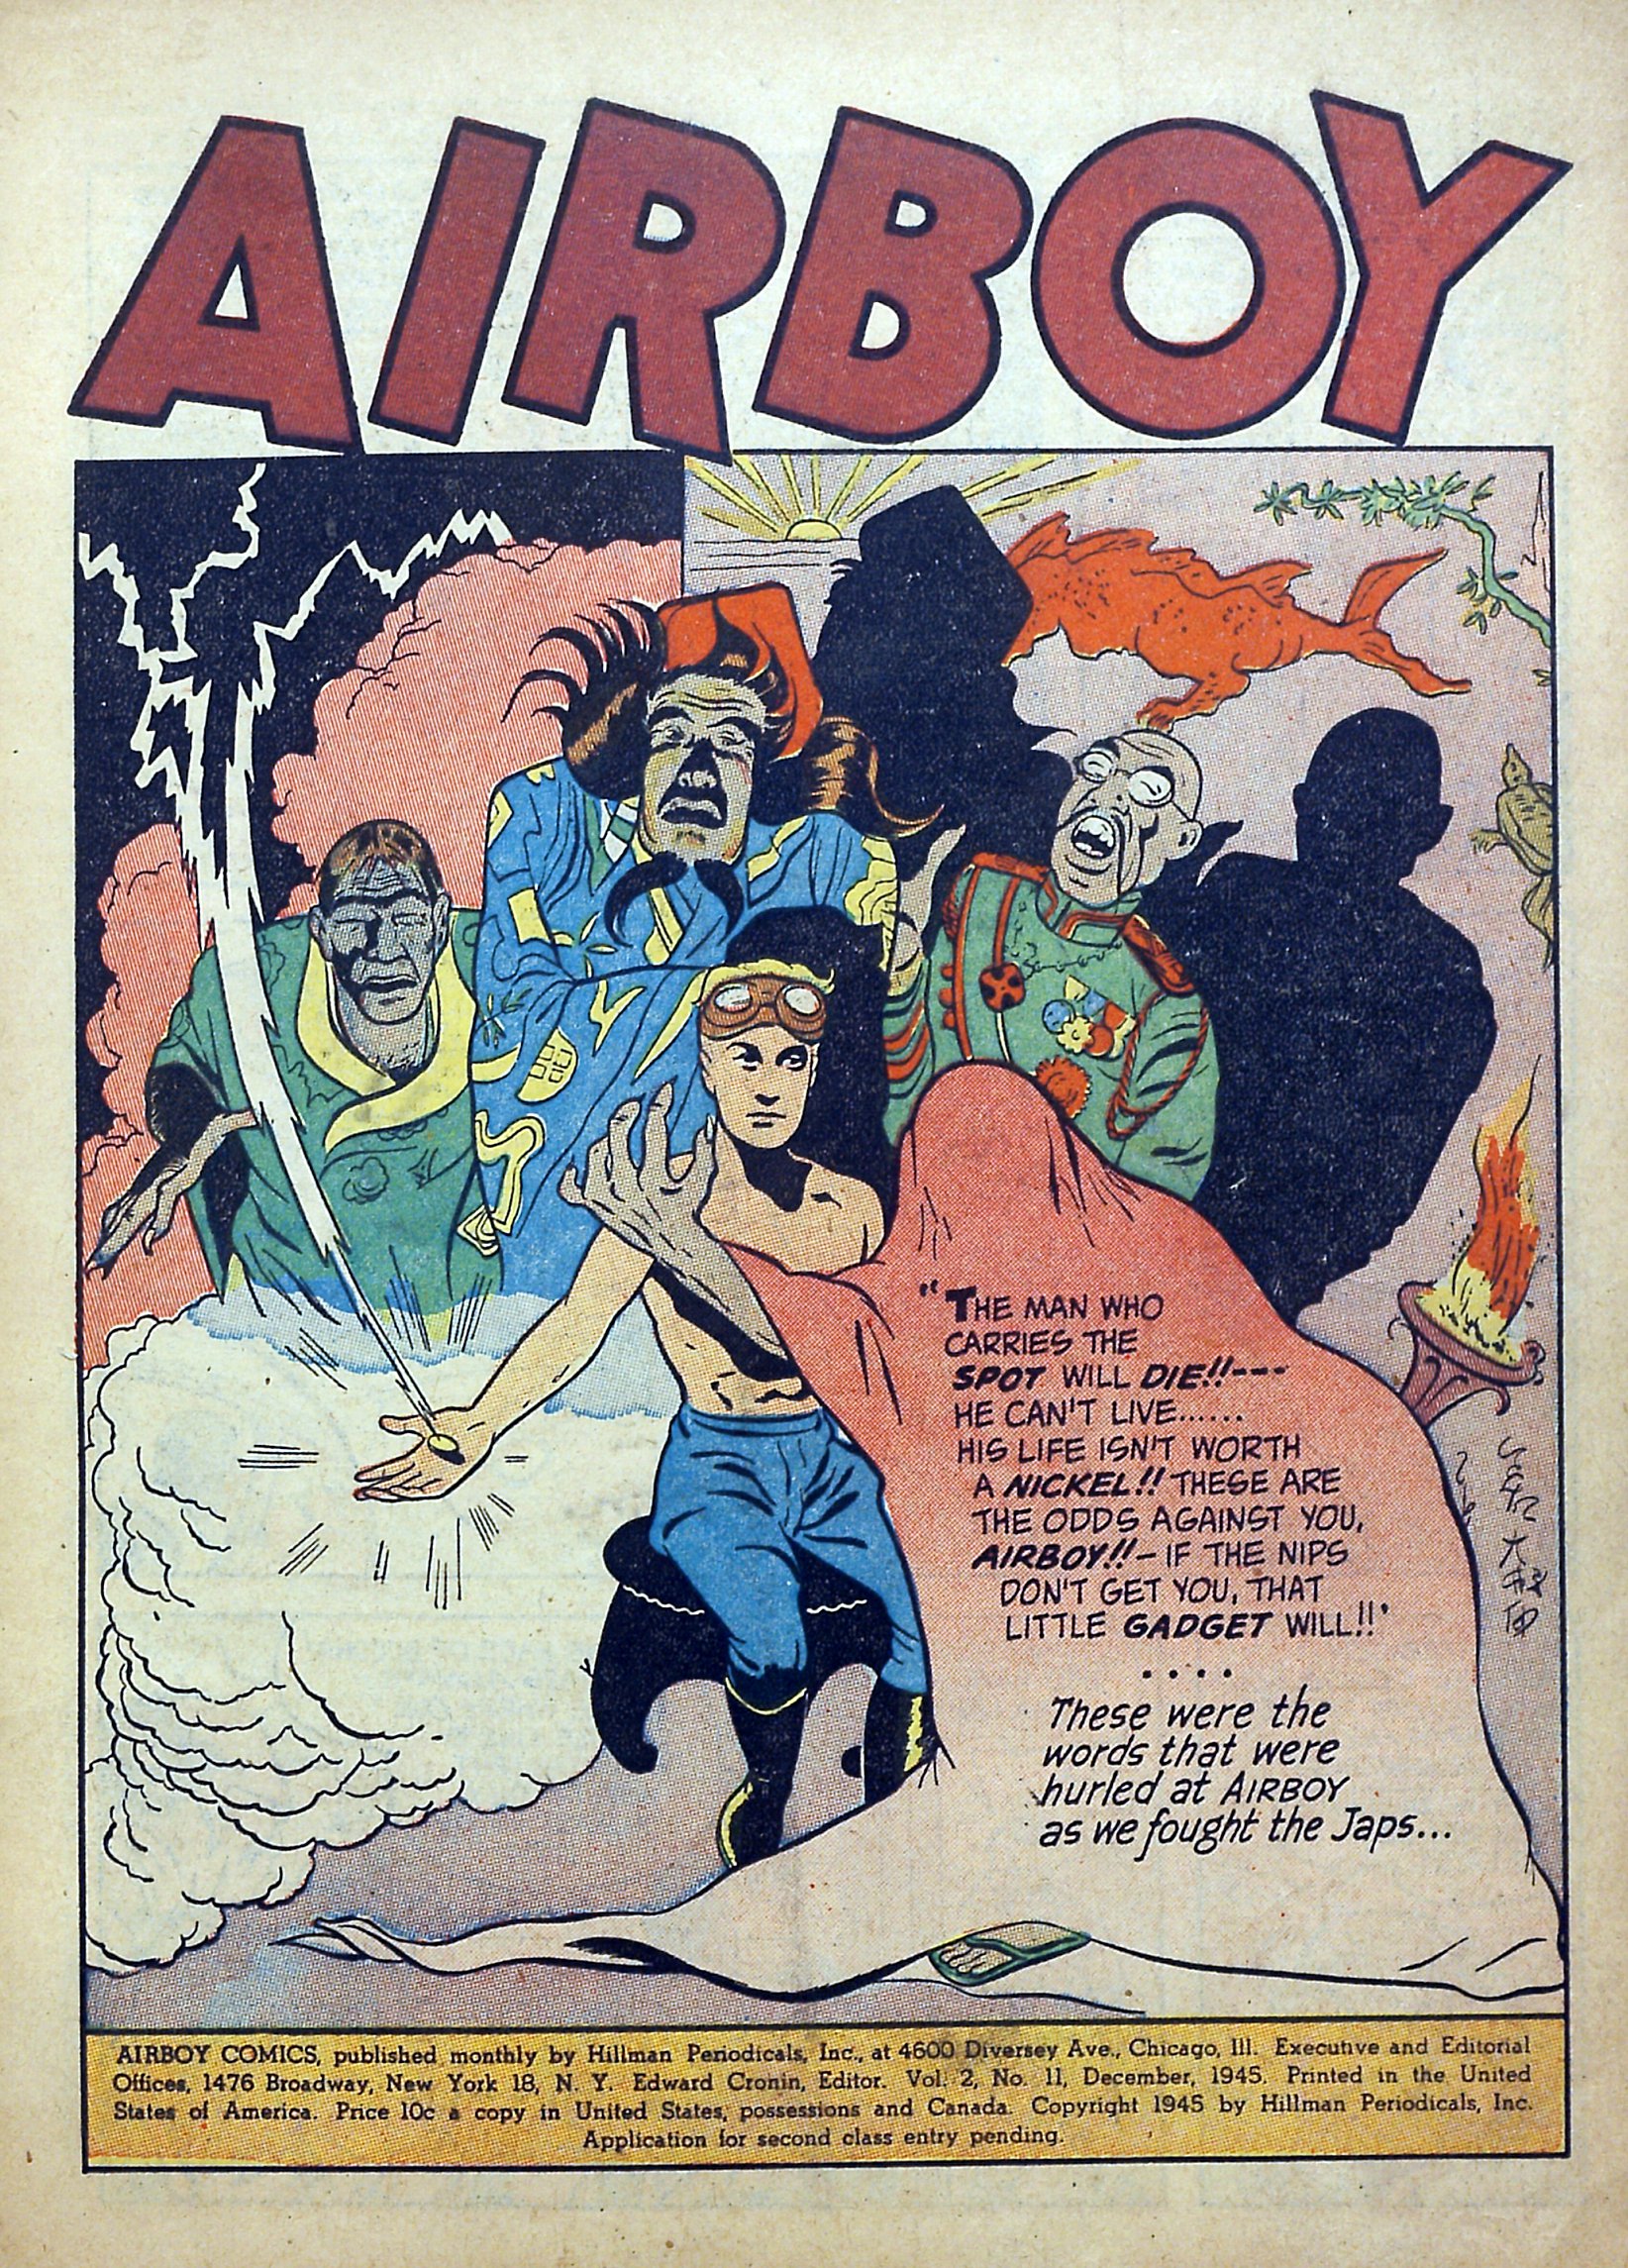 AIRBOY
"THE MAN WHO
CARRIES THE
SPOT WILL DIE!!---
HE CAN'T LIVE......
HIS LIFE ISN'T WORTH
A NICKEL!! THESE ARE
THE ODDS AGAINST YOU,
AIRBOY!!—IF THE NIPS
DON'T GET YOU, THAT
LITTLE GADGET WILL!!"
• • • •
These were the
words that were
hurled at AIRBOY
as we fought the Japs...
AIRBOY COMICS, published monthly by Hillman Periodicals, Inc., at 4600 Diversey Ave., Chicago, Ill. Executive and Editorial
Offices, 1476 Broadway, New York 18, N. Y. Edward Cronin, Editor. Vol. 2, No. 11, December, 1945. Printed in the United
States of America. Price 10c a copy in United States, possessions and Canada. Copyright 1945 by Hillman Periodicals, Inc.
Application for second class entry pending.